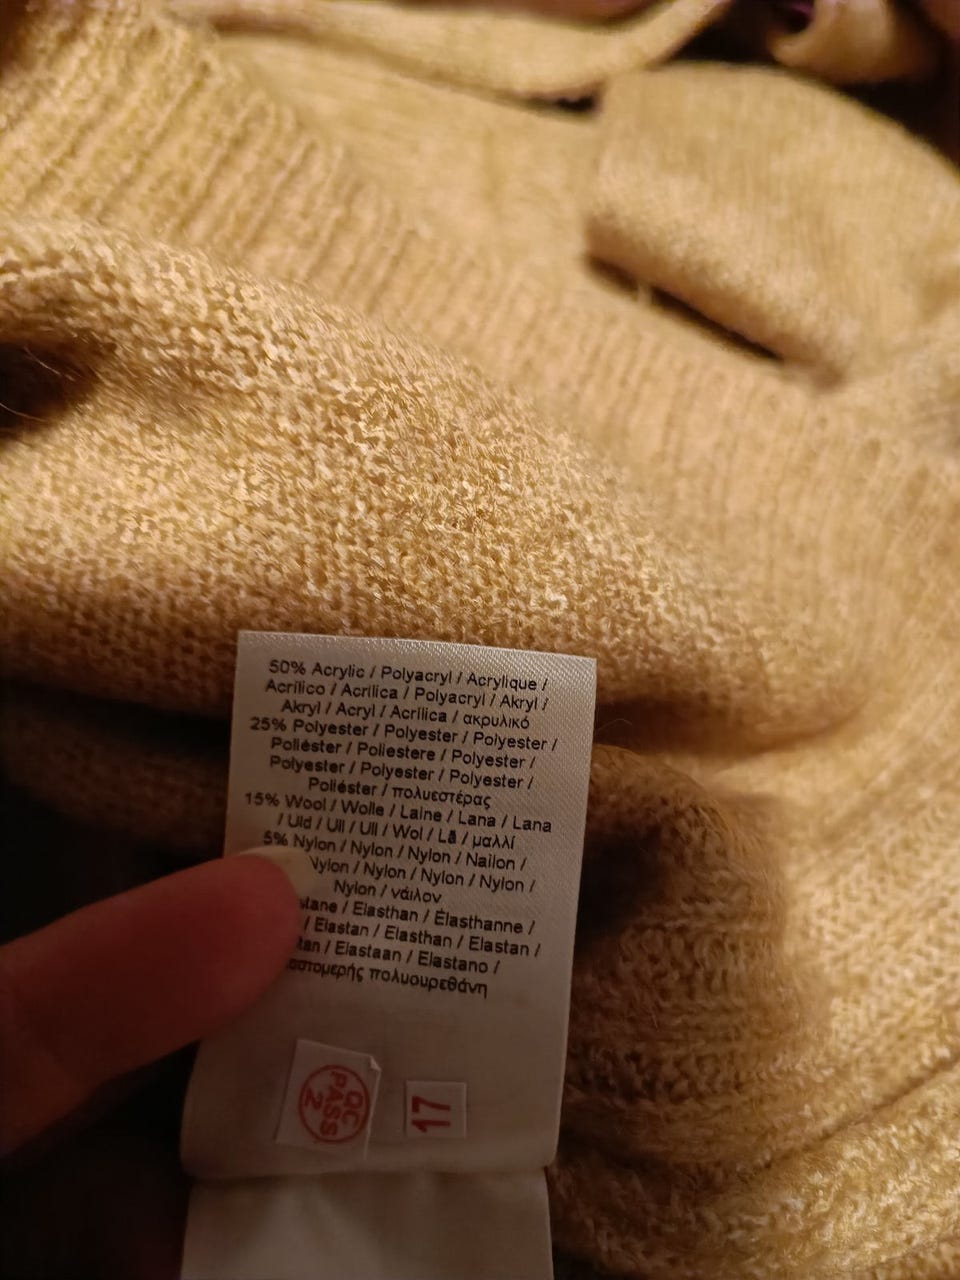 50% Acrylic / Polyacryl / Acrylique /
Acrílico / Acrilica / Polyacryl / Akryl /
Akryl / Acryl / Acrílica / ακρυλικό
25% Polyester / Polyester / Polyester /
Poliéster / Poliestere / Polyester /
Polyester / Polyester / Polyester /
Poliéster / πολυεστέρας
15% Wool / Wolle / Laine / Lana / Lana
/ Uld / Ull / Ull / Wol / Lã / μαλλί
5% Nylon / Nylon / Nylon / Nailon /
Nylon / Nylon / Nylon / Nylon /
Nylon / νάιλον
/ Elasthan / Élasthanne /
/ Elastan / Elasthan / Elastan /
/ Elastaan / Elastano /
πολυουρεθάνη
QC
PASS
2
17